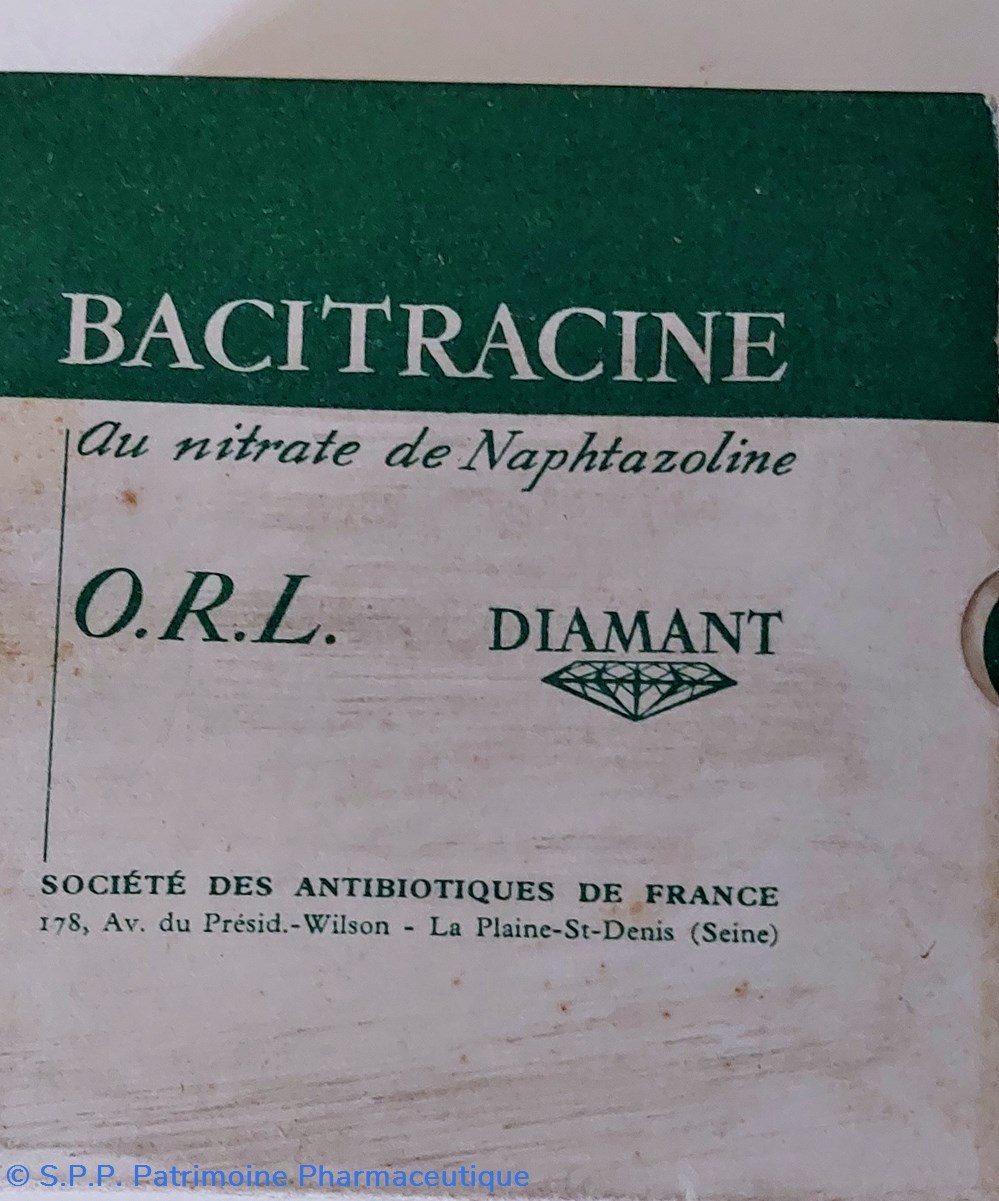 BACITRACINE
au nitrate de Naphtazoline
O.R.L.
DIAMANT
SOCIÉTÉ DES ANTIBIOTIQUES DE FRANCE
178, Av. du Présid.-Wilson - La Plaine-St-Denis (Seine)
© S.P.P. Patrimoine Pharmaceutique